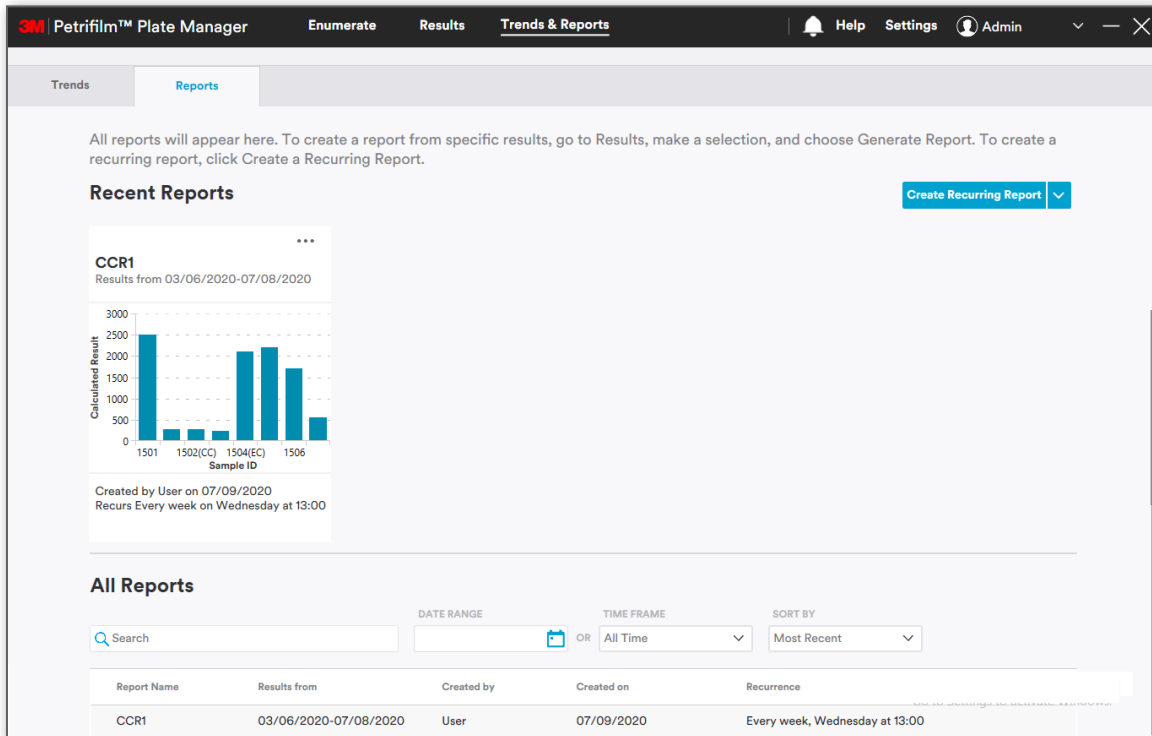 3M Petrifilm™ Plate Manager Enumerate Results Trends & Reports Help Settings Admin
Trends Reports
All reports will appear here. To create a report from specific results, go to Results, make a selection, and choose Generate Report. To create a
recurring report, click Create a Recurring Report.
Recent Reports
Create Recurring Report
CCR1
Results from 03/06/2020-07/08/2020
Calculated Result
3000
2500
2000
1500
1000
500
0
1501 1502(CC) 1504(EC) 1506
Sample ID
Created by User on 07/09/2020
Recurs Every week on Wednesday at 13:00
All Reports
DATE RANGE TIME FRAME SORT BY
Search OR All Time Most Recent
Report Name Results from Created by Created on Recurrence
Go to Settings to activate Windows.
CCR1 03/06/2020-07/08/2020 User 07/09/2020 Every week, Wednesday at 13:00